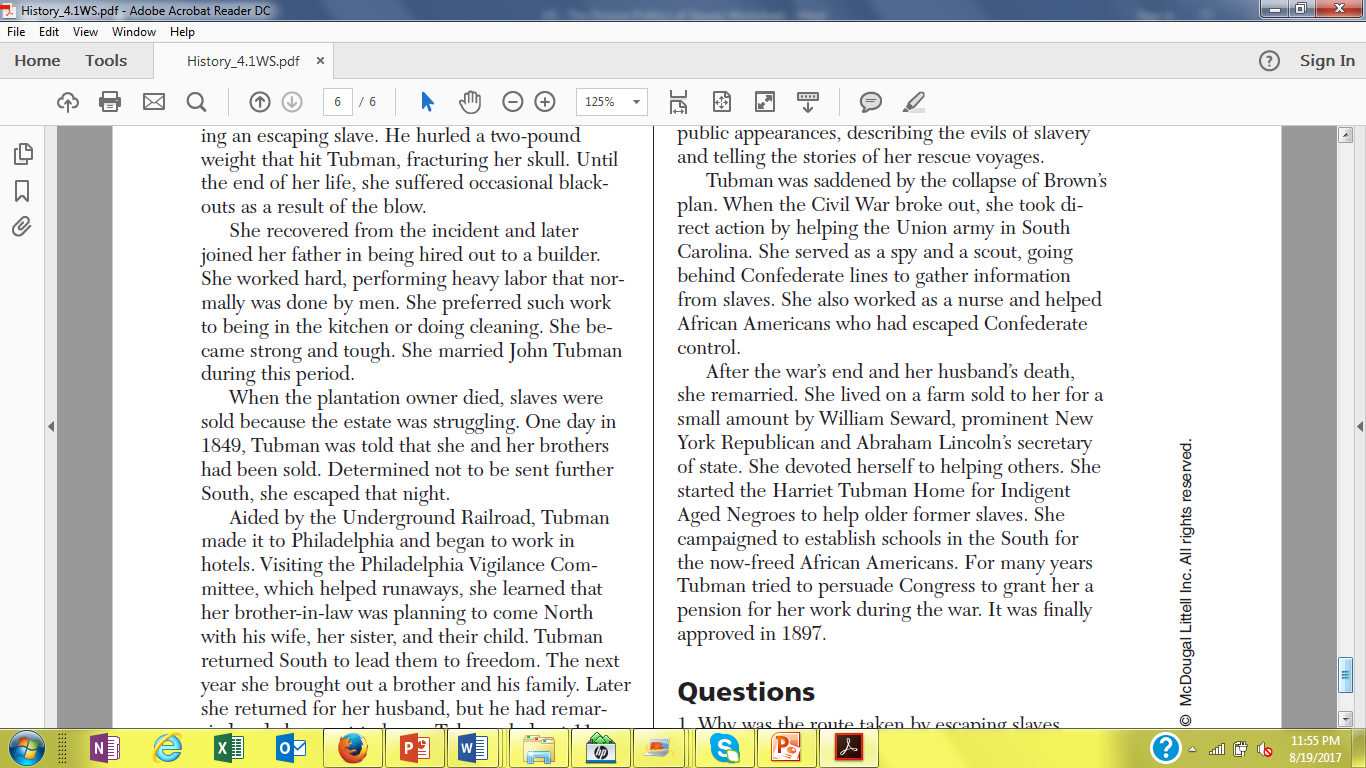 History_4.1WS.pdf - Adobe Acrobat Reader DC
File Edit View Window Help
Home Tools History_4.1WS.pdf × Sign In
6 / 6 125%
ing an escaping slave. He hurled a two-pound
weight that hit Tubman, fracturing her skull. Until
the end of her life, she suffered occasional black-
outs as a result of the blow.
She recovered from the incident and later
joined her father in being hired out to a builder.
She worked hard, performing heavy labor that nor-
mally was done by men. She preferred such work
to being in the kitchen or doing cleaning. She be-
came strong and tough. She married John Tubman
during this period.
When the plantation owner died, slaves were
sold because the estate was struggling. One day in
1849, Tubman was told that she and her brothers
had been sold. Determined not to be sent further
South, she escaped that night.
Aided by the Underground Railroad, Tubman
made it to Philadelphia and began to work in
hotels. Visiting the Philadelphia Vigilance Com-
mittee, which helped runaways, she learned that
her brother-in-law was planning to come North
with his wife, her sister, and their child. Tubman
returned South to lead them to freedom. The next
year she brought out a brother and his family. Later
she returned for her husband, but he had remar-
public appearances, describing the evils of slavery
and telling the stories of her rescue voyages.
Tubman was saddened by the collapse of Brown's
plan. When the Civil War broke out, she took di-
rect action by helping the Union army in South
Carolina. She served as a spy and a scout, going
behind Confederate lines to gather information
from slaves. She also worked as a nurse and helped
African Americans who had escaped Confederate
control.
After the war's end and her husband's death,
she remarried. She lived on a farm sold to her for a
small amount by William Seward, prominent New
York Republican and Abraham Lincoln's secretary
of state. She devoted herself to helping others. She
started the Harriet Tubman Home for Indigent
Aged Negroes to help older former slaves. She
campaigned to establish schools in the South for
the now-freed African Americans. For many years
Tubman tried to persuade Congress to grant her a
pension for her work during the war. It was finally
approved in 1897.
Questions
1. Why was the route taken by escaping slaves
© McDougal Littell Inc. All rights reserved.
11:55 PM
8/19/2017